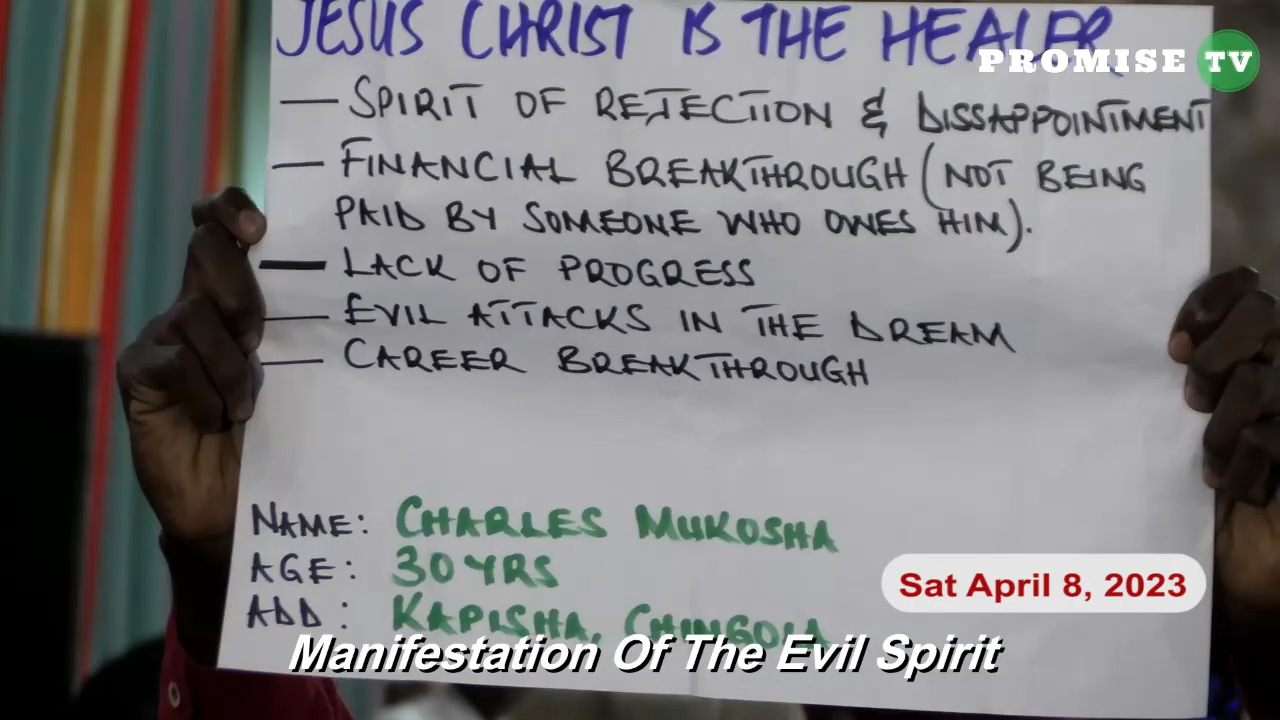 JESUS CHRIST IS THE HEALER
PROMISE TV
— SPIRIT OF REJECTION & DISSAPPOINTMENT
— FINANCIAL BREAKTHROUGH (NOT BEING
PAID BY SOMEONE WHO OWES HIM).
— LACK OF PROGRESS
— EVIL ATTACKS IN THE DREAM
— CAREER BREAKTHROUGH
NAME: CHARLES MUKOSHA
AGE: 30YRS
ADD: KAPISHA, CHINGOLA
Sat April 8, 2023
Manifestation Of The Evil Spirit